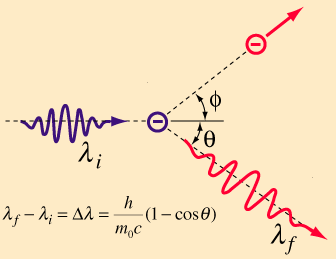 ϕ
θ
λi
λf − λi = Δλ = h/m0c (1−cosθ)
λf